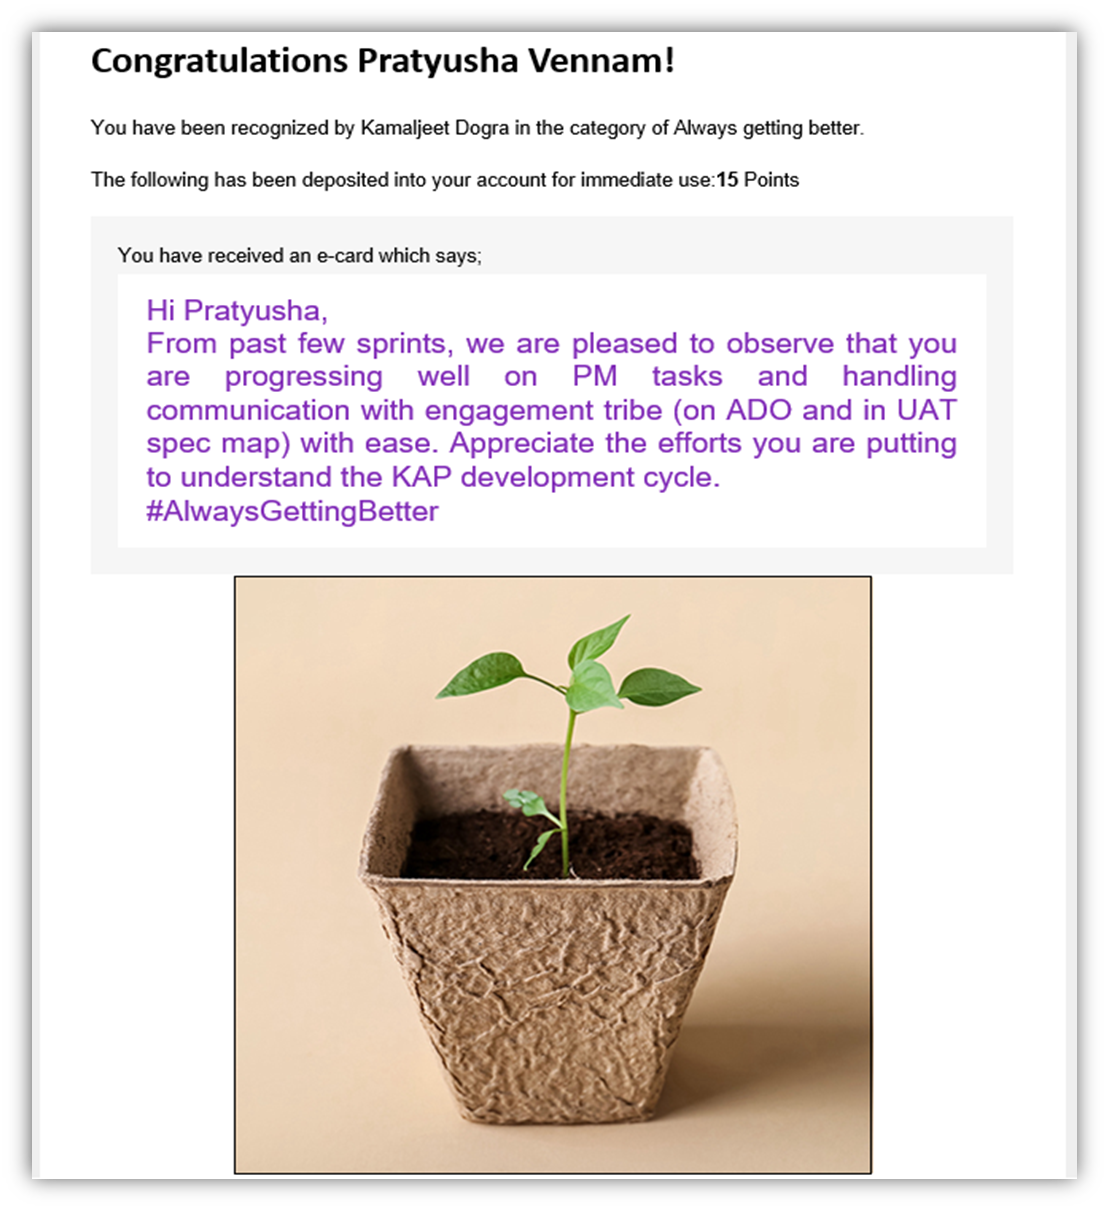 Congratulations Pratyusha Vennam!
You have been recognized by Kamaljeet Dogra in the category of Always getting better.
The following has been deposited into your account for immediate use:15 Points
You have received an e-card which says;
Hi Pratyusha,
From past few sprints, we are pleased to observe that you
are progressing well on PM tasks and handling
communication with engagement tribe (on ADO and in UAT
spec map) with ease. Appreciate the efforts you are putting
to understand the KAP development cycle.
#AlwaysGettingBetter